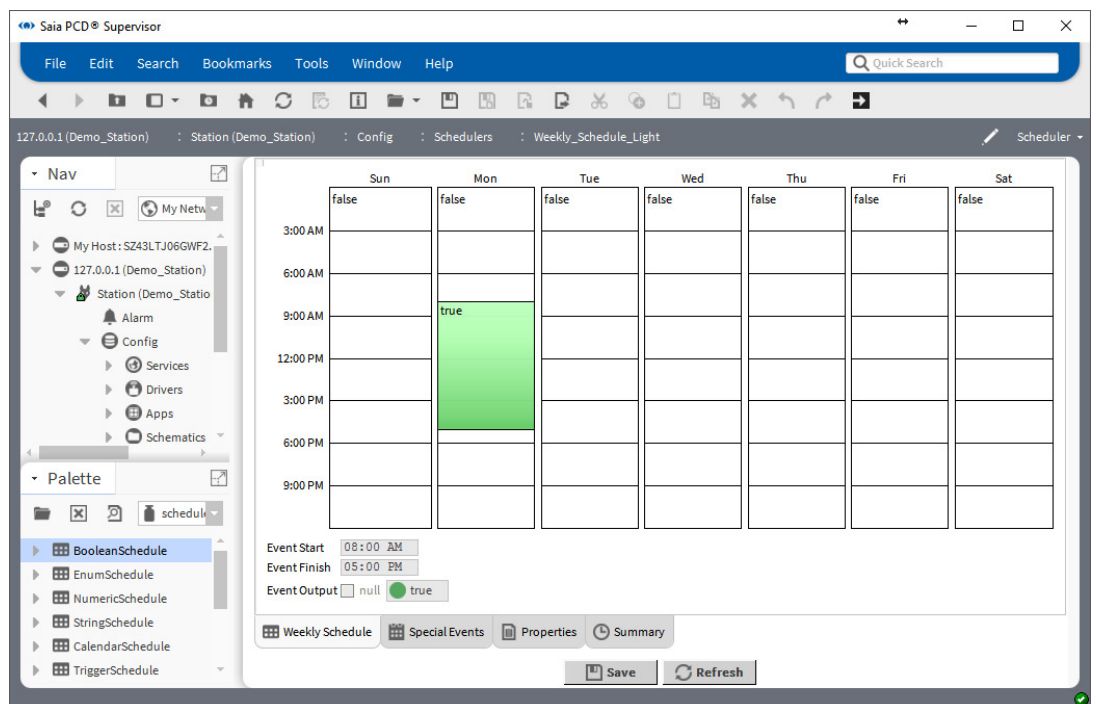 Saia PCD® Supervisor
File Edit Search Bookmarks Tools Window Help
Quick Search
127.0.0.1 (Demo_Station) : Station (Demo_Station) : Config : Schedulers : Weekly_Schedule_Light
Scheduler
Nav
My Netw
My Host : SZ43LTJ06GWF2.
127.0.0.1 (Demo_Station)
Station (Demo_Statio
Alarm
Config
Services
Drivers
Apps
Schematics
Palette
schedule
BooleanSchedule
EnumSchedule
NumericSchedule
StringSchedule
CalendarSchedule
TriggerSchedule
Sun Mon Tue Wed Thu Fri Sat
false false false false false false false
3:00 AM
6:00 AM
9:00 AM
true
12:00 PM
3:00 PM
6:00 PM
9:00 PM
Event Start 08:00 AM
Event Finish 05:00 PM
Event Output null true
Weekly Schedule Special Events Properties Summary
Save Refresh